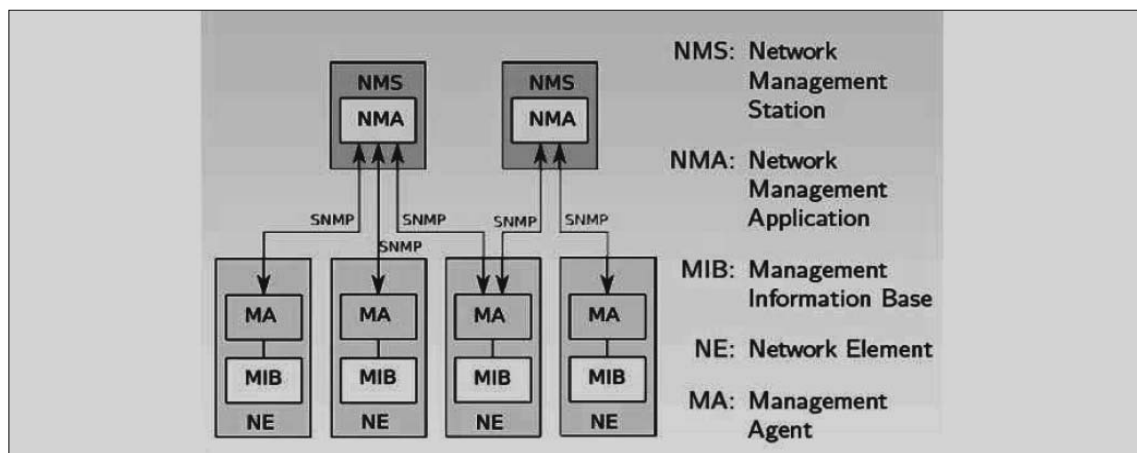 NMS
NMA
NMS
NMA
SNMP
SNMP
SNMP
SNMP
SNMP
MA
MIB
NE
MA
MIB
NE
MA
MIB
NE
MA
MIB
NE
NMS: Network
Management
Station
NMA: Network
Management
Application
MIB: Management
Information Base
NE: Network Element
MA: Management
Agent